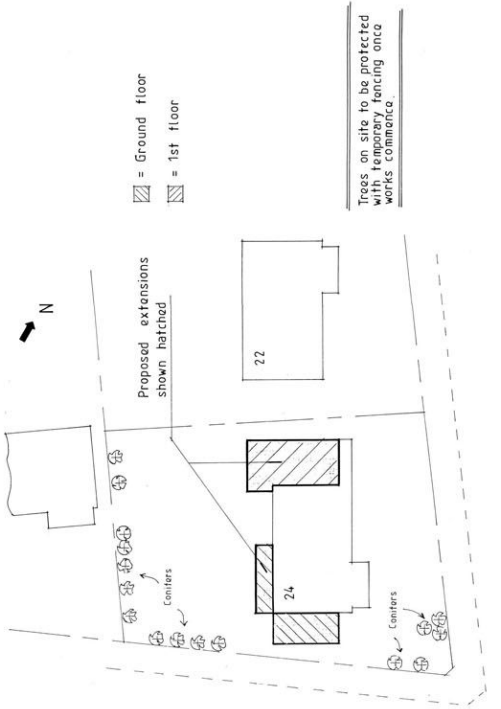 N
Proposed extensions
shown hatched
= Ground floor
= 1st floor
22
24
Conifers
Conifers
Trees on site to be protected
with temporary fencing once
works commence.